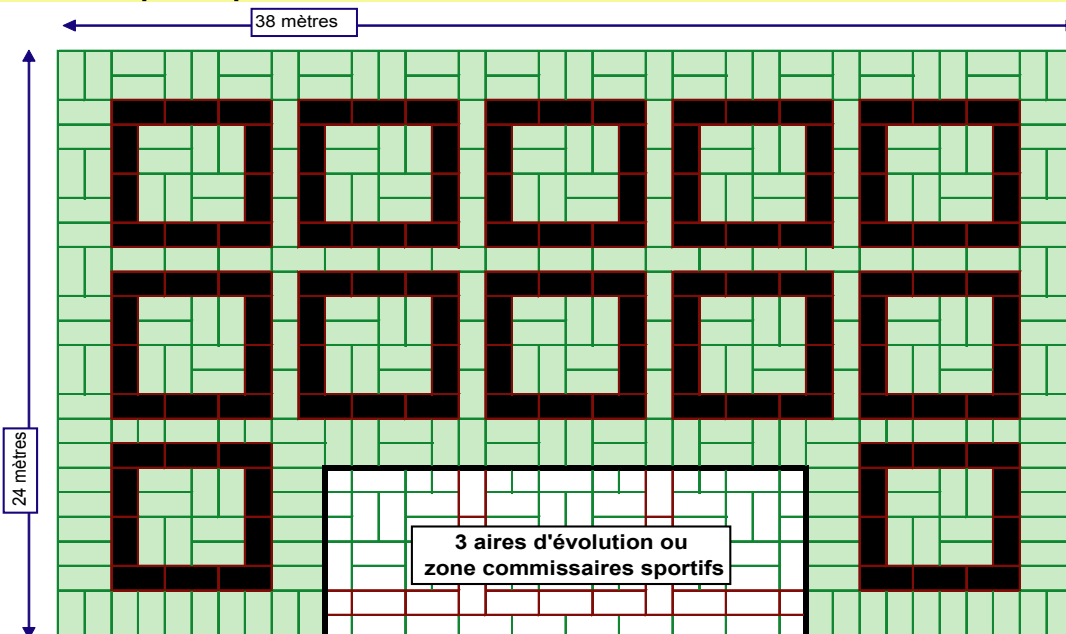 38 mètres
24 mètres
3 aires d'évolution ou
zone commissaires sportifs